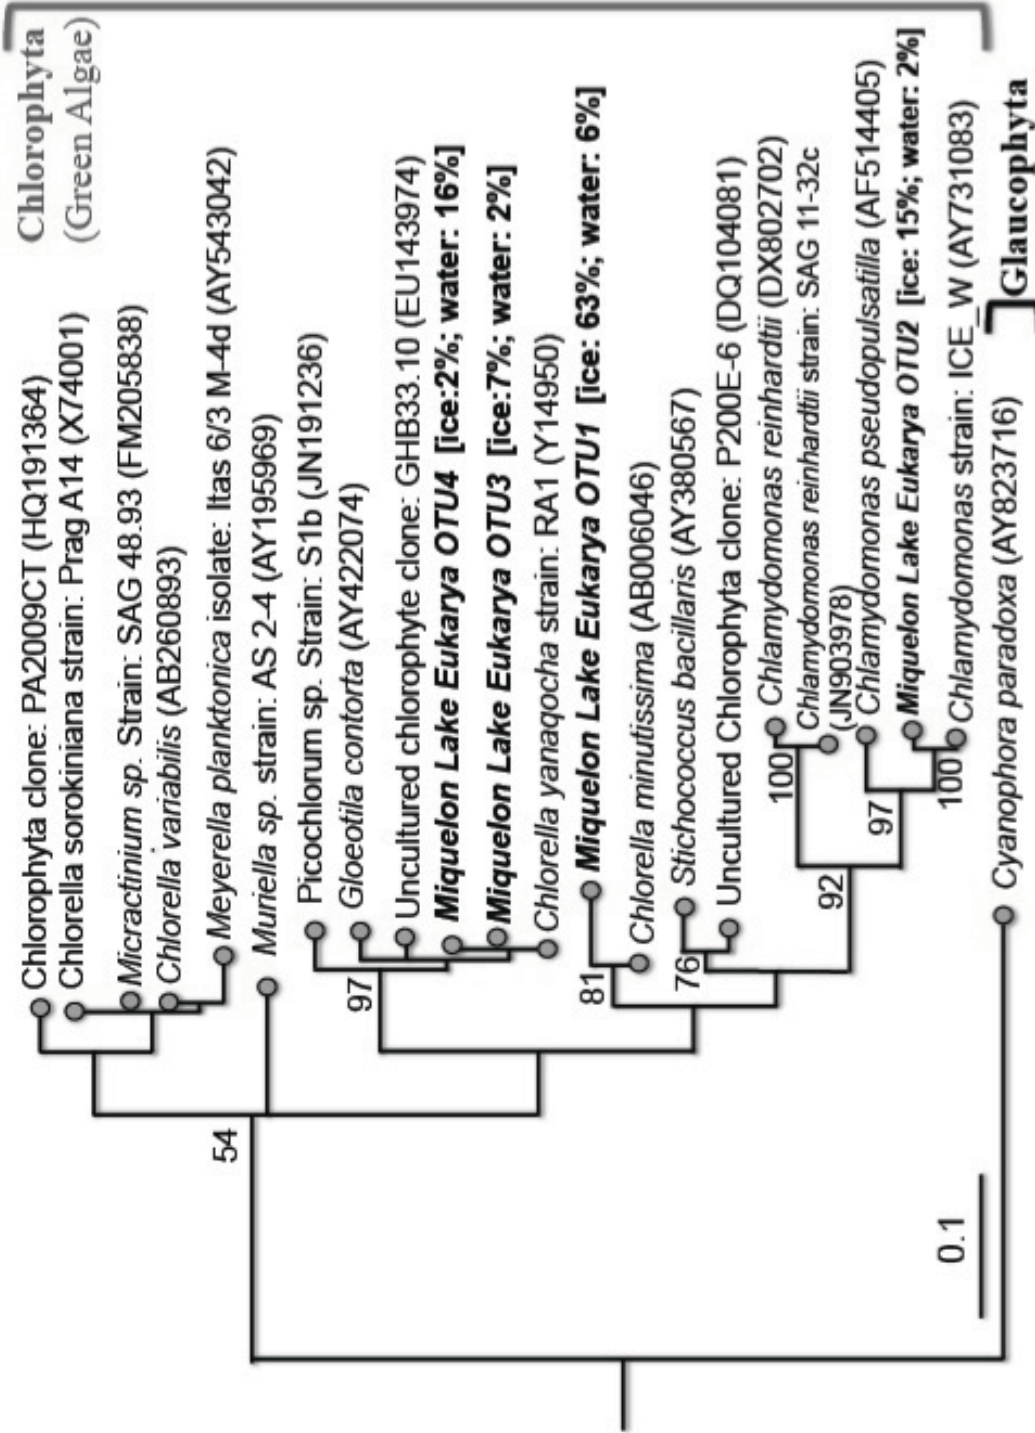 Chlorophyta
(Green Algae)
Chlorophyta clone: PA2009CT (HQ191364)
Chlorella sorokiniana strain: Prag A14 (X74001)
Micractinium sp. Strain: SAG 48.93 (FM205838)
Chlorella variabilis (AB260893)
Meyerella planktonica isolate: Itas 6/3 M-4d (AY543042)
Muriella sp. strain: AS 2-4 (AY195969)
54
Picochlorum sp. Strain: S1b (JN191236)
Gloeotila contorta (AY422074)
97
Uncultured chlorophyte clone: GHB33.10 (EU143974)
Miquelon Lake Eukarya OTU4 [ice:2%; water: 16%]
Miquelon Lake Eukarya OTU3 [ice:7%; water: 2%]
Chlorella yanaqocha strain: RA1 (Y14950)
Miquelon Lake Eukarya OTU1 [ice: 63%; water: 6%]
81
Chlorella minutissima (AB006046)
Stichococcus bacillaris (AY380567)
76
Uncultured Chlorophyta clone: P200E-6 (DQ104081)
Chlamydomonas reinhardtii (DX802702)
100
Chlamydomonas reinhardtii strain: SAG 11-32c
(JN903978)
92
Chlamydomonas pseudopulsatilla (AF514405)
97
Miquelon Lake Eukarya OTU2 [ice: 15%; water: 2%]
100
Chlamydomonas strain: ICE_W (AY731083)
Glaucophyta
Cyanophora paradoxa (AY823716)
0.1